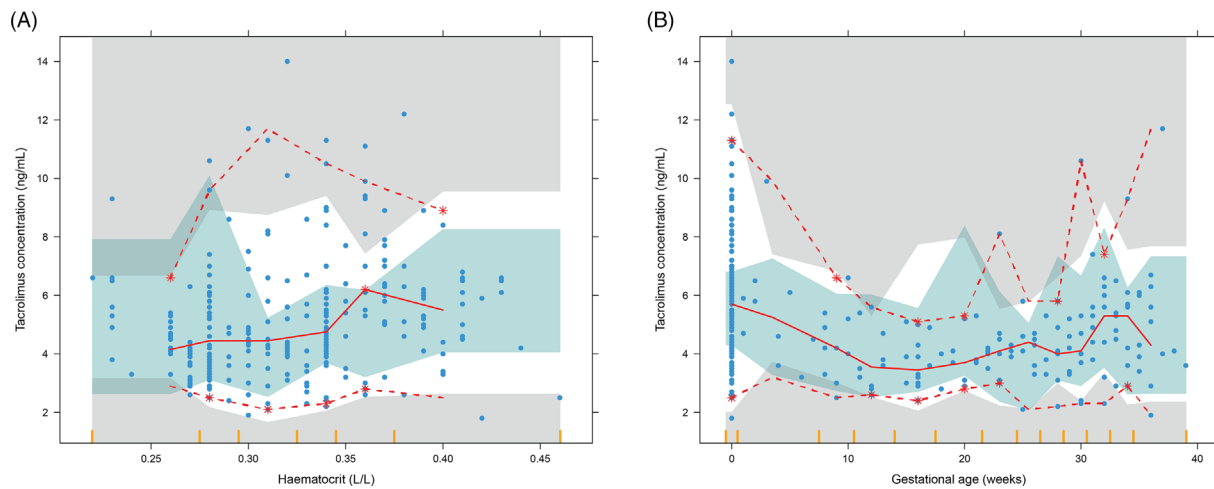 (A)
14
12
10
8
6
4
2
Tacrolimus concentration (ng/mL)
0.25 0.30 0.35 0.40 0.45
Haematocrit (L/L)
(B)
14
12
10
8
6
4
2
Tacrolimus concentration (ng/mL)
0 10 20 30 40
Gestational age (weeks)